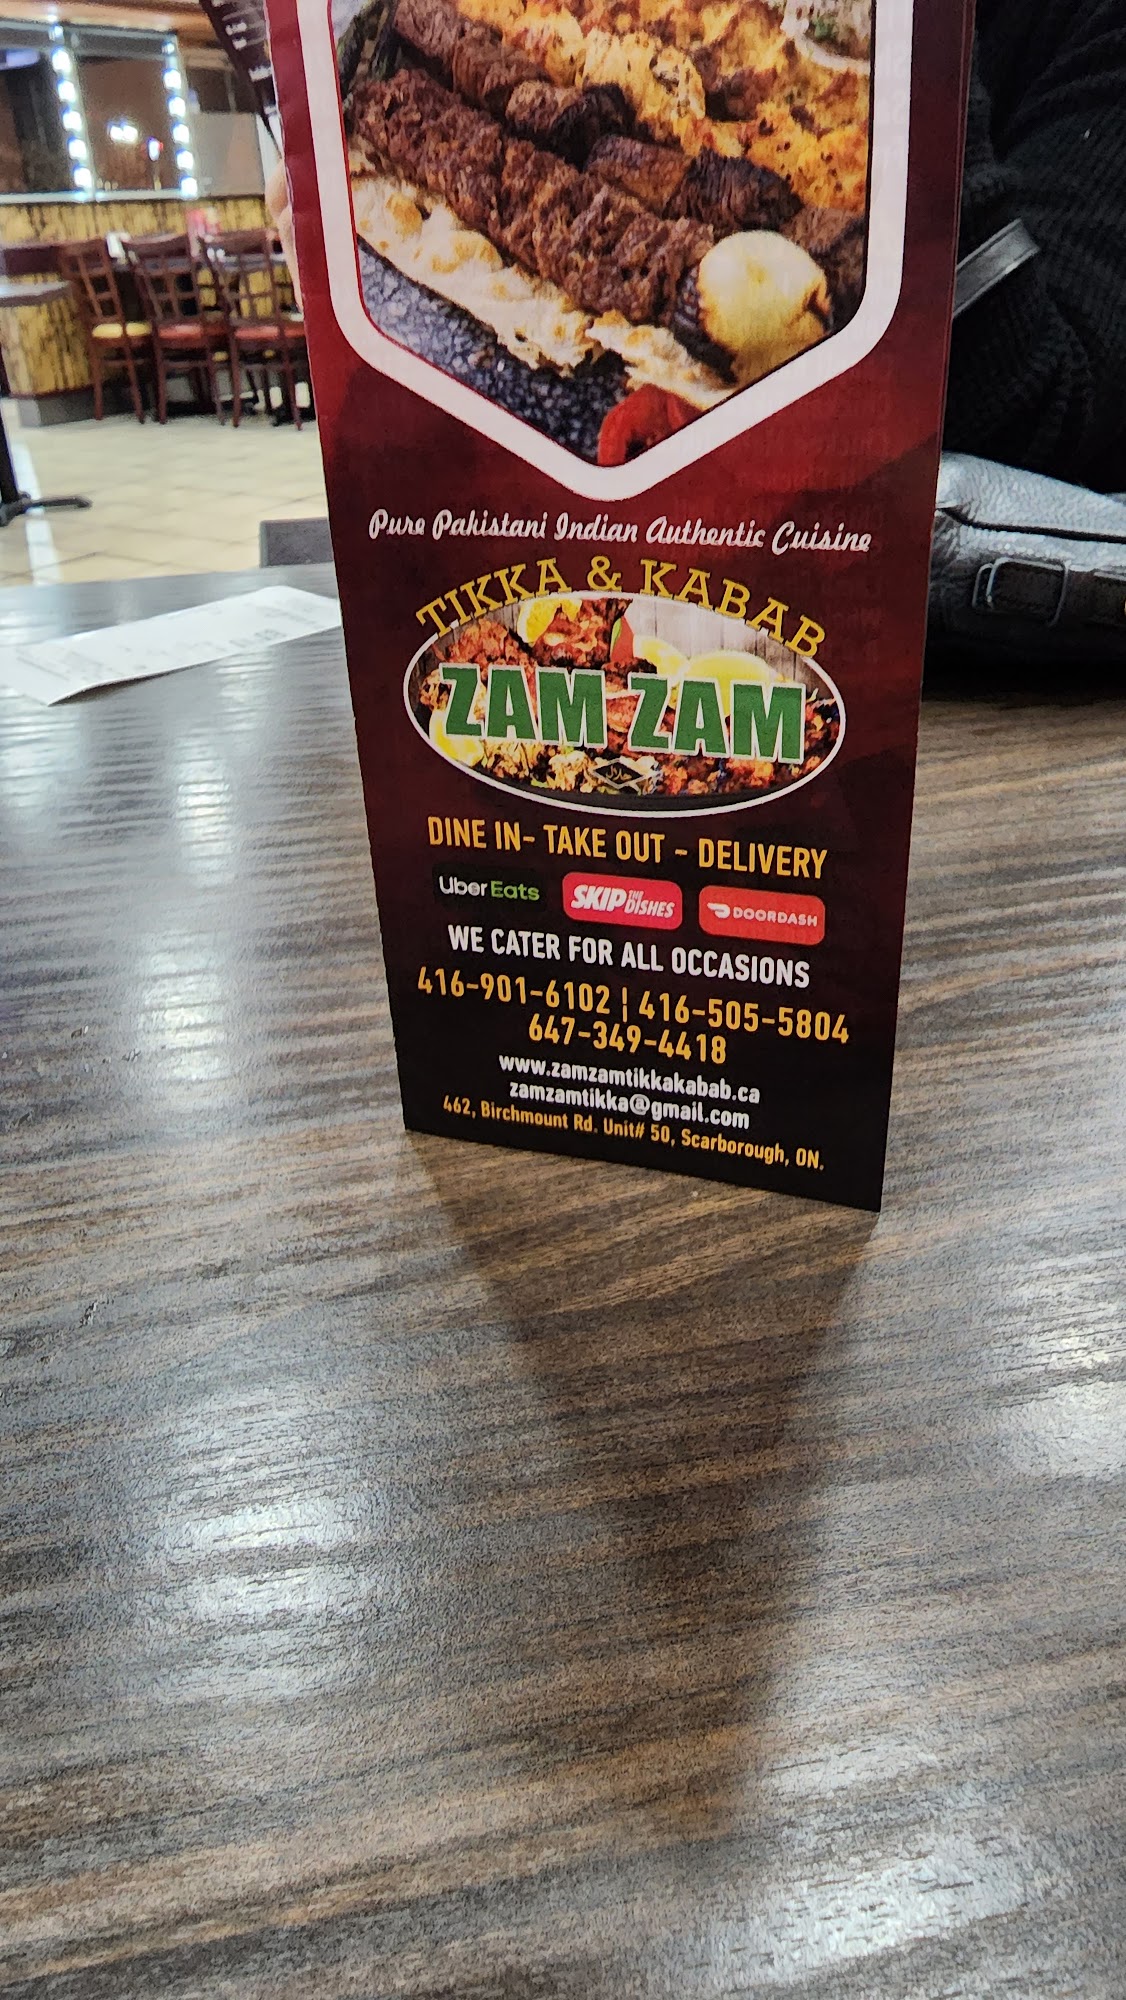 Pure Pakistani Indian Authentic Cuisine
TIKKA & KABAB
ZAM ZAM
حلال
DINE IN- TAKE OUT - DELIVERY
Uber Eats SKIP THE DISHES DOORDASH
WE CATER FOR ALL OCCASIONS
416-901-6102 ¦ 416-505-5804
647-349-4418
www.zamzamtikkakabab.ca
zamzamtikka@gmail.com
462, Birchmount Rd. Unit# 50, Scarborough, ON.